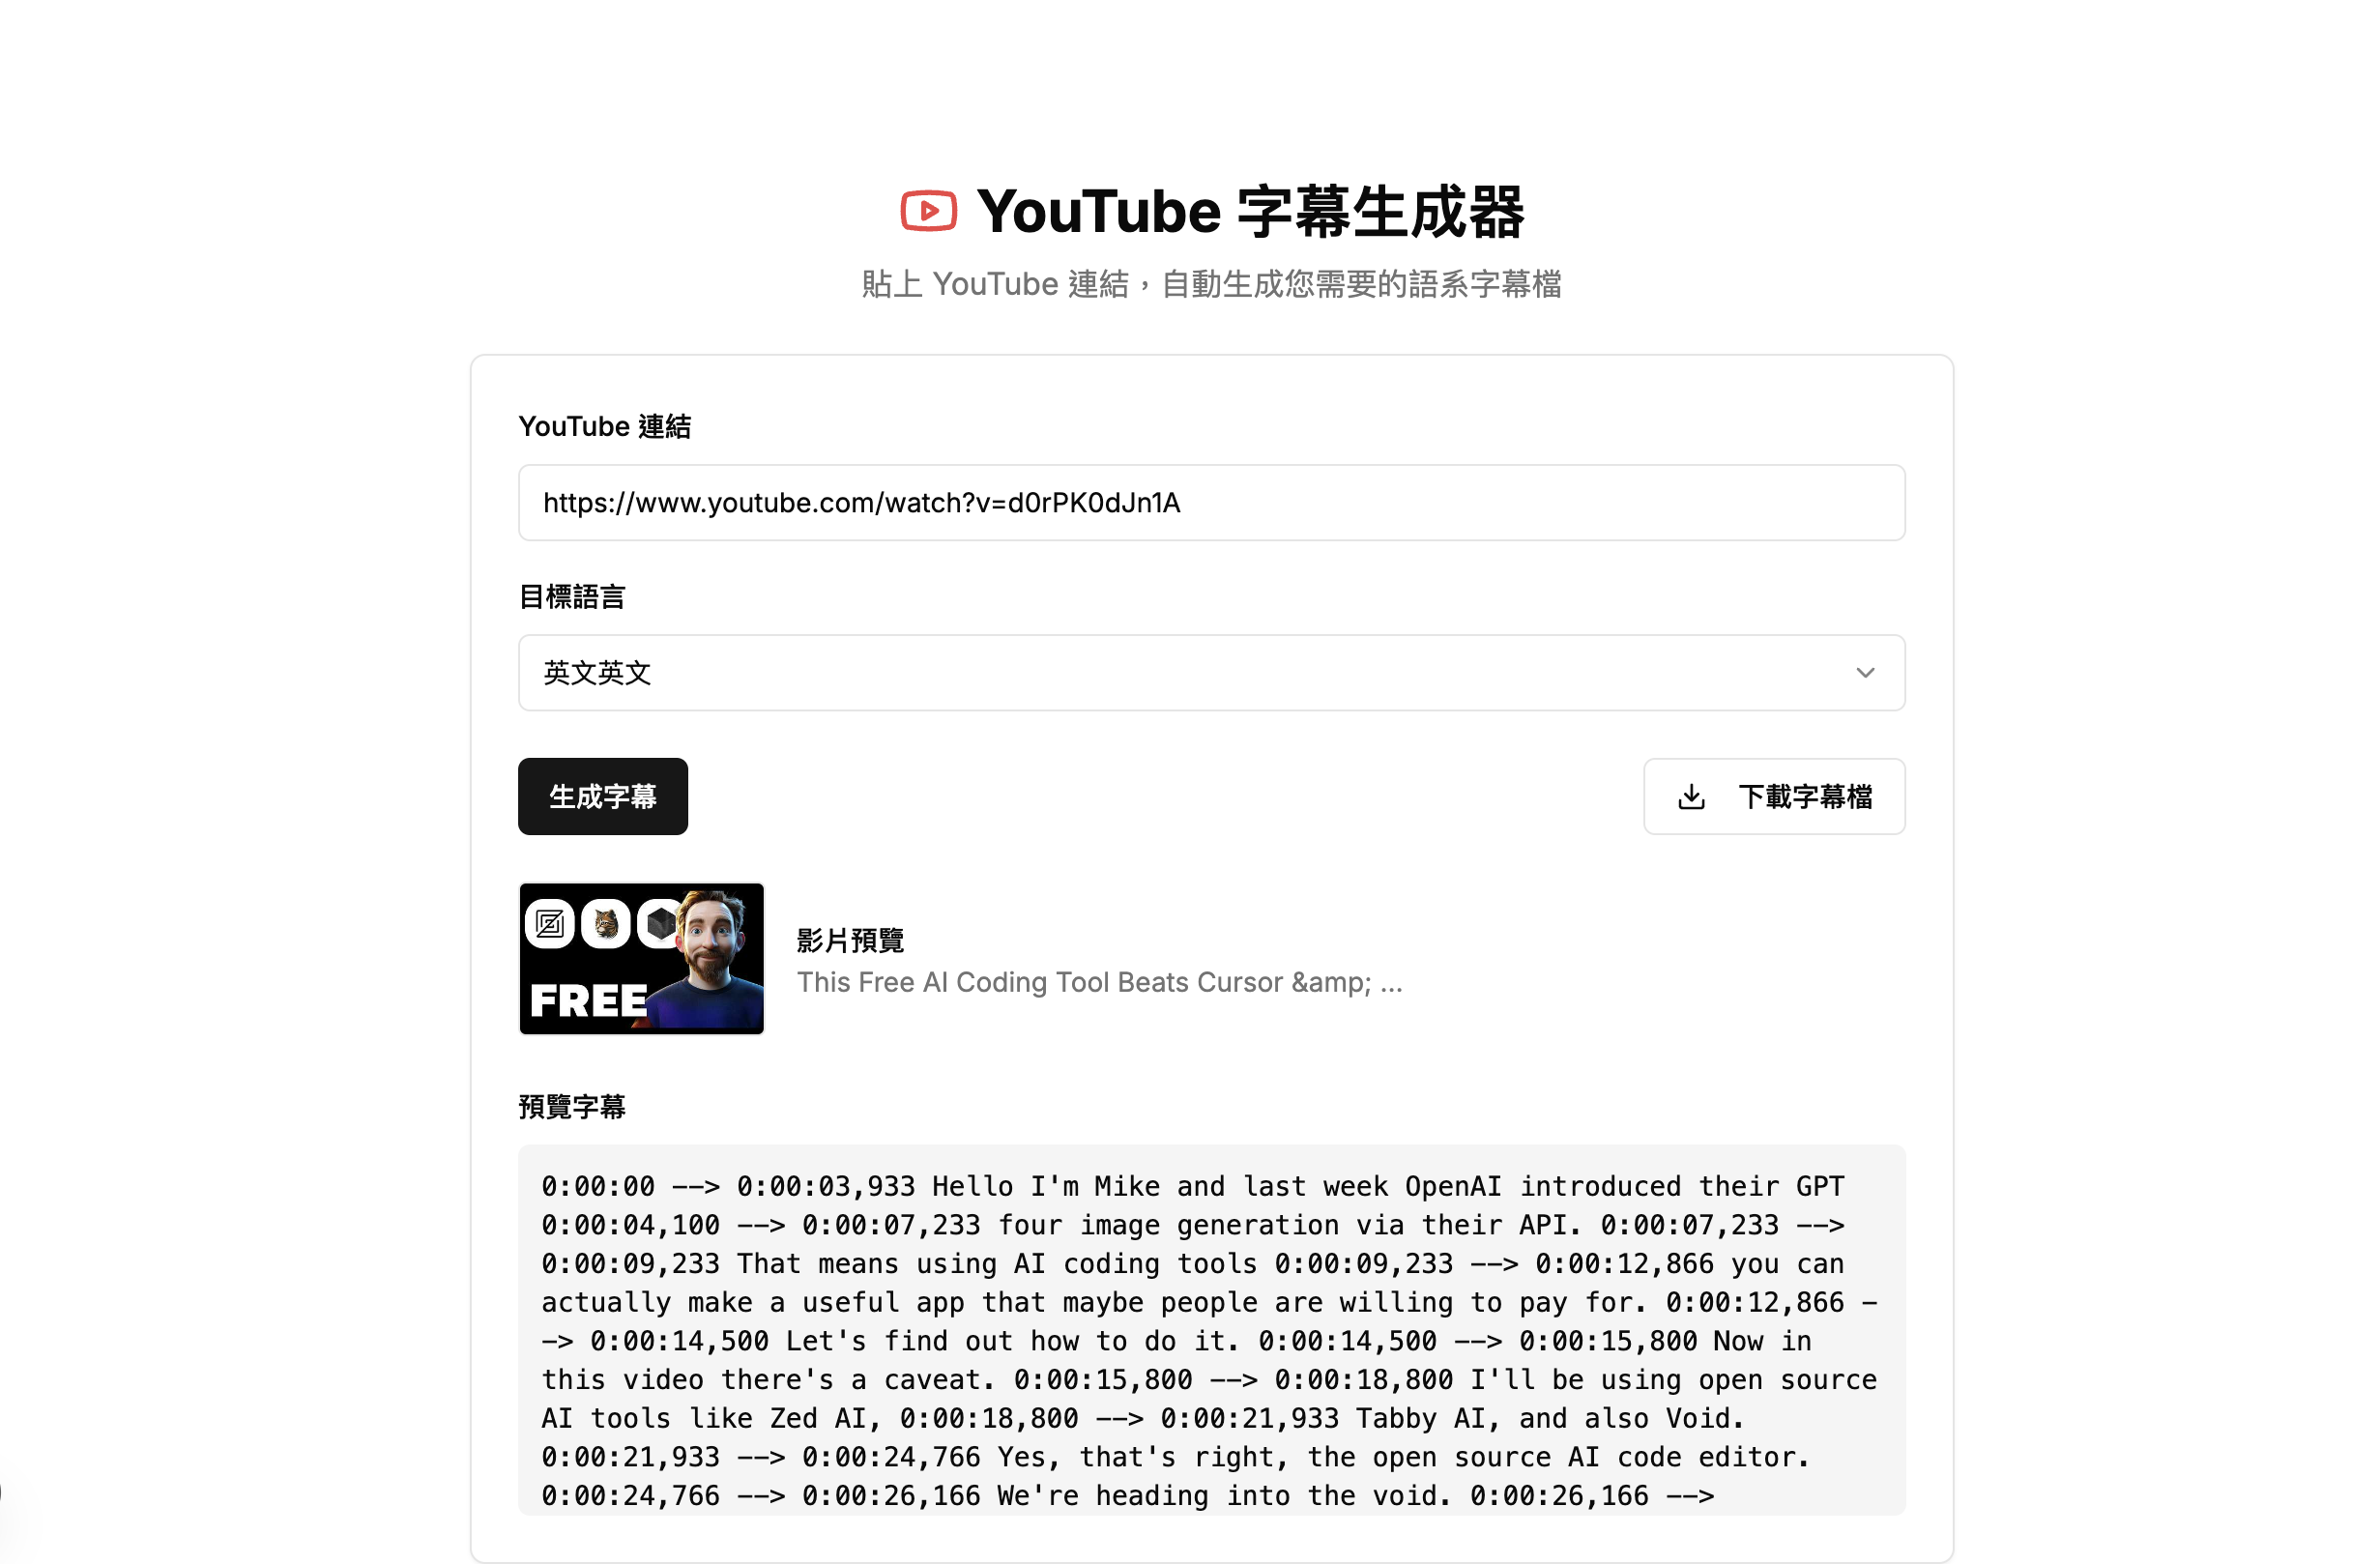 YouTube 字幕生成器
貼上 YouTube 連結，自動生成您需要的語系字幕檔
YouTube 連結
https://www.youtube.com/watch?v=d0rPK0dJn1A
目標語言
英文英文
生成字幕
下載字幕檔
FREE
影片預覽
This Free AI Coding Tool Beats Cursor &amp; ...
預覽字幕
0:00:00 --> 0:00:03,933 Hello I'm Mike and last week OpenAI introduced their GPT
0:00:04,100 --> 0:00:07,233 four image generation via their API. 0:00:07,233 -->
0:00:09,233 That means using AI coding tools 0:00:09,233 --> 0:00:12,866 you can
actually make a useful app that maybe people are willing to pay for. 0:00:12,866 -
-> 0:00:14,500 Let's find out how to do it. 0:00:14,500 --> 0:00:15,800 Now in
this video there's a caveat. 0:00:15,800 --> 0:00:18,800 I'll be using open source
AI tools like Zed AI, 0:00:18,800 --> 0:00:21,933 Tabby AI, and also Void.
0:00:21,933 --> 0:00:24,766 Yes, that's right, the open source AI code editor.
0:00:24,766 --> 0:00:26,166 We're heading into the void. 0:00:26,166 -->